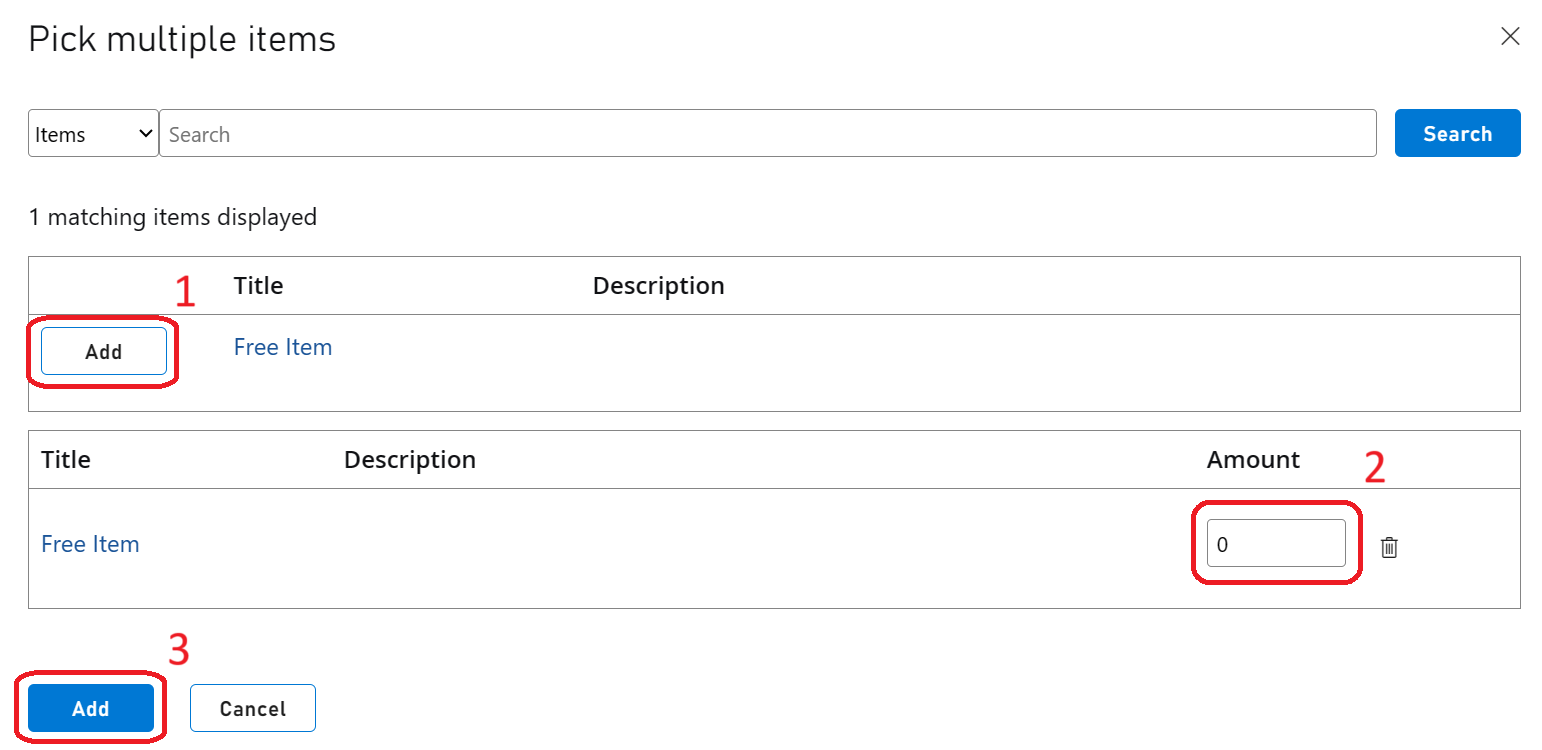 Pick multiple items
Items Search Search
1 matching items displayed
1 Title Description
Add Free Item
Title Description Amount 2
Free Item 0
3
Add Cancel